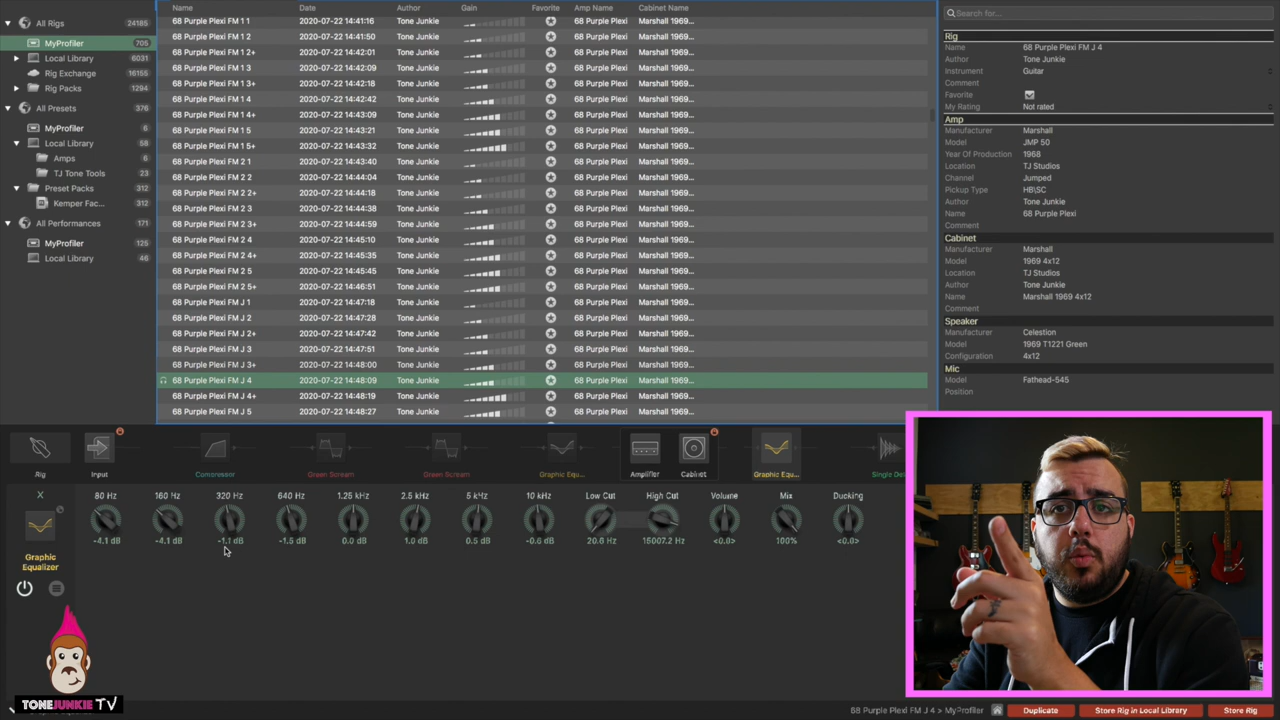 All Rigs 24185
MyProfiler 705
Local Library 6031
Rig Exchange 16155
Rig Packs 1294
All Presets 376
MyProfiler 6
Local Library 58
Amps 6
TJ Tone Tools 23
Preset Packs 312
Kemper Fac... 312
All Performances 171
MyProfiler 125
Local Library 46
Name Date Author Gain Favorite Amp Name Cabinet Name
68 Purple Plexi FM 1 1 2020-07-22 14:41:16 Tone Junkie 68 Purple Plexi Marshall 1969...
68 Purple Plexi FM 1 2 2020-07-22 14:41:50 Tone Junkie 68 Purple Plexi Marshall 1969...
68 Purple Plexi FM 1 2+ 2020-07-22 14:42:01 Tone Junkie 68 Purple Plexi Marshall 1969...
68 Purple Plexi FM 1 3 2020-07-22 14:42:09 Tone Junkie 68 Purple Plexi Marshall 1969...
68 Purple Plexi FM 1 3+ 2020-07-22 14:42:18 Tone Junkie 68 Purple Plexi Marshall 1969...
68 Purple Plexi FM 1 4 2020-07-22 14:42:42 Tone Junkie 68 Purple Plexi Marshall 1969...
68 Purple Plexi FM 1 4+ 2020-07-22 14:43:09 Tone Junkie 68 Purple Plexi Marshall 1969...
68 Purple Plexi FM 1 5 2020-07-22 14:43:21 Tone Junkie 68 Purple Plexi Marshall 1969...
68 Purple Plexi FM 1 5+ 2020-07-22 14:43:32 Tone Junkie 68 Purple Plexi Marshall 1969...
68 Purple Plexi FM 2 1 2020-07-22 14:43:40 Tone Junkie 68 Purple Plexi Marshall 1969...
68 Purple Plexi FM 2 2 2020-07-22 14:44:04 Tone Junkie 68 Purple Plexi Marshall 1969...
68 Purple Plexi FM 2 2+ 2020-07-22 14:44:18 Tone Junkie 68 Purple Plexi Marshall 1969...
68 Purple Plexi FM 2 3 2020-07-22 14:44:38 Tone Junkie 68 Purple Plexi Marshall 1969...
68 Purple Plexi FM 2 3+ 2020-07-22 14:44:59 Tone Junkie 68 Purple Plexi Marshall 1969...
68 Purple Plexi FM 2 4 2020-07-22 14:45:10 Tone Junkie 68 Purple Plexi Marshall 1969...
68 Purple Plexi FM 2 4+ 2020-07-22 14:45:35 Tone Junkie 68 Purple Plexi Marshall 1969...
68 Purple Plexi FM 2 5 2020-07-22 14:45:45 Tone Junkie 68 Purple Plexi Marshall 1969...
68 Purple Plexi FM 2 5+ 2020-07-22 14:46:51 Tone Junkie 68 Purple Plexi Marshall 1969...
68 Purple Plexi FM J 1 2020-07-22 14:47:18 Tone Junkie 68 Purple Plexi Marshall 1969...
68 Purple Plexi FM J 2 2020-07-22 14:47:28 Tone Junkie 68 Purple Plexi Marshall 1969...
68 Purple Plexi FM J 2+ 2020-07-22 14:47:42 Tone Junkie 68 Purple Plexi Marshall 1969...
68 Purple Plexi FM J 3 2020-07-22 14:47:51 Tone Junkie 68 Purple Plexi Marshall 1969...
68 Purple Plexi FM J 3+ 2020-07-22 14:48:00 Tone Junkie 68 Purple Plexi Marshall 1969...
68 Purple Plexi FM J 4 2020-07-22 14:48:09 Tone Junkie 68 Purple Plexi Marshall 1969...
68 Purple Plexi FM J 4+ 2020-07-22 14:48:19 Tone Junkie 68 Purple Plexi Marshall 1969...
68 Purple Plexi FM J 5 2020-07-22 14:48:27 Tone Junkie 68 Purple Plexi Marshall 1969...
Search for...
Rig
Name 68 Purple Plexi FM J 4
Author Tone Junkie
Instrument Guitar
Comment
Favorite
My Rating Not rated
Amp
Manufacturer Marshall
Model JMP 50
Year Of Production 1968
Location TJ Studios
Channel Jumped
Pickup Type HB\SC
Author Tone Junkie
Name 68 Purple Plexi
Comment
Cabinet
Manufacturer Marshall
Model 1969 4x12
Location TJ Studios
Author Tone Junkie
Name Marshall 1969 4x12
Comment
Speaker
Manufacturer Celestion
Model 1969 T1221 Green
Configuration 4x12
Mic
Model Fathead-545
Position
Rig Input Compressor Green Scream Green Scream Graphic Equ... Amplifier Cabinet Graphic Equ... Single Del
X 80 Hz 160 Hz 320 Hz 640 Hz 1.25 kHz 2.5 kHz 5 kHz 10 kHz Low Cut High Cut Volume Mix Ducking
-4.1 dB -4.1 dB -1.1 dB -1.5 dB 0.0 dB 1.0 dB 0.5 dB -0.6 dB 20.6 Hz 15007.2 Hz <0.0> 100% <0.0>
Graphic
Equalizer
TONEJUNKIE TV
68 Purple Plexi FM J 4 > MyProfiler Duplicate Store Rig in Local Library Store Rig